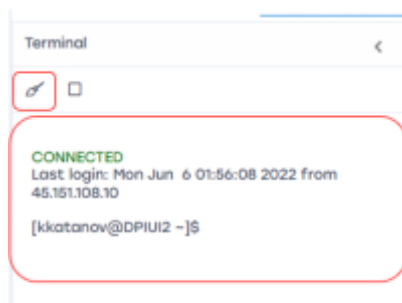 Terminal
CONNECTED
Last login: Mon Jun 6 01:56:08 2022 from
45.151.108.10
[kkatanov@DPIUI2 ~]$